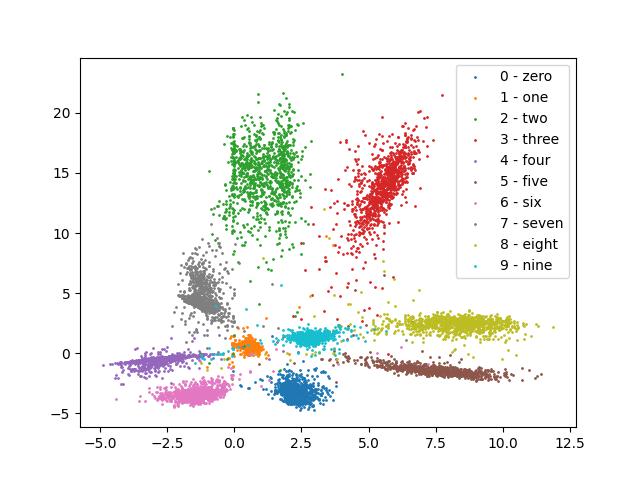 0 - zero
1 - one
2 - two
3 - three
4 - four
5 - five
6 - six
7 - seven
8 - eight
9 - nine
20
15
10
5
0
−5
−5.0 −2.5 0.0 2.5 5.0 7.5 10.0 12.5